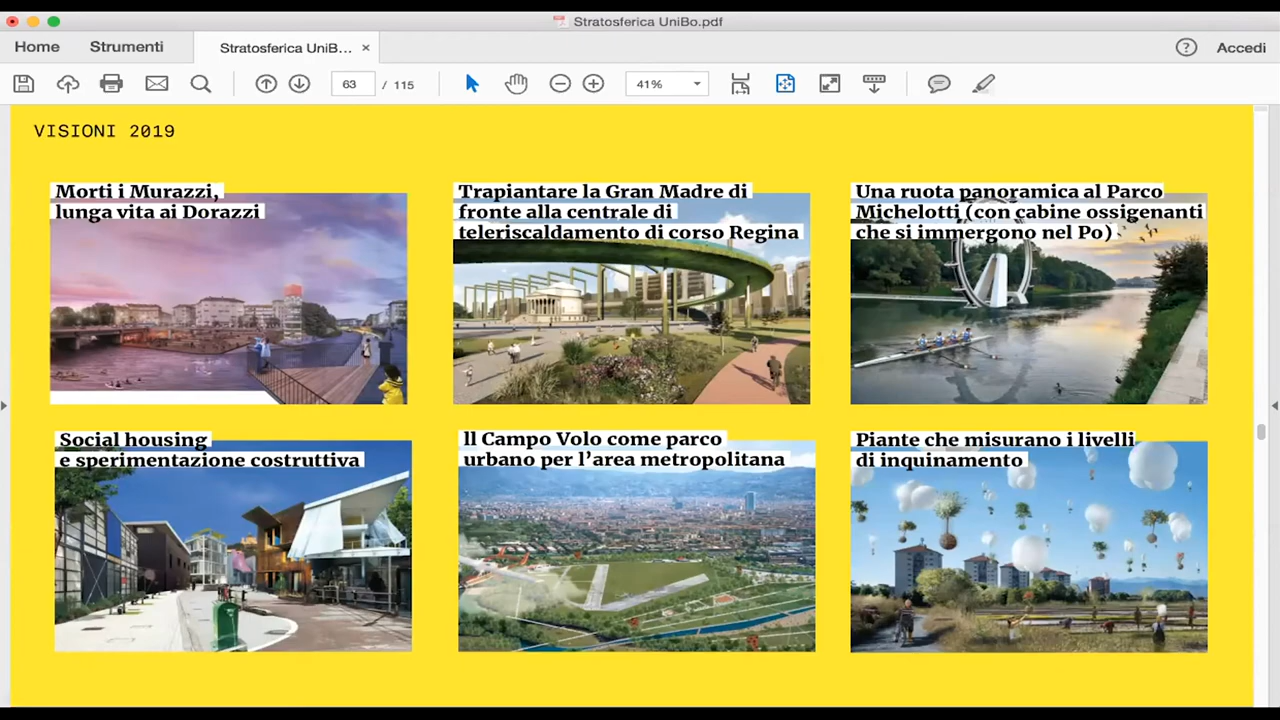 Stratosferica UniBo.pdf
Home
Strumenti
Stratosferica UniB...
Accedi
63 / 115
41%
VISIONI 2019
Morti i Murazzi,
lunga vita ai Dorazzi
Trapiantare la Gran Madre di
fronte alla centrale di
teleriscaldamento di corso Regina
Una ruota panoramica al Parco
Michelotti (con cabine ossigenanti
che si immergono nel Po)
Social housing
e sperimentazione costruttiva
ll Campo Volo come parco
urbano per l’area metropolitana
Piante che misurano i livelli
di inquinamento